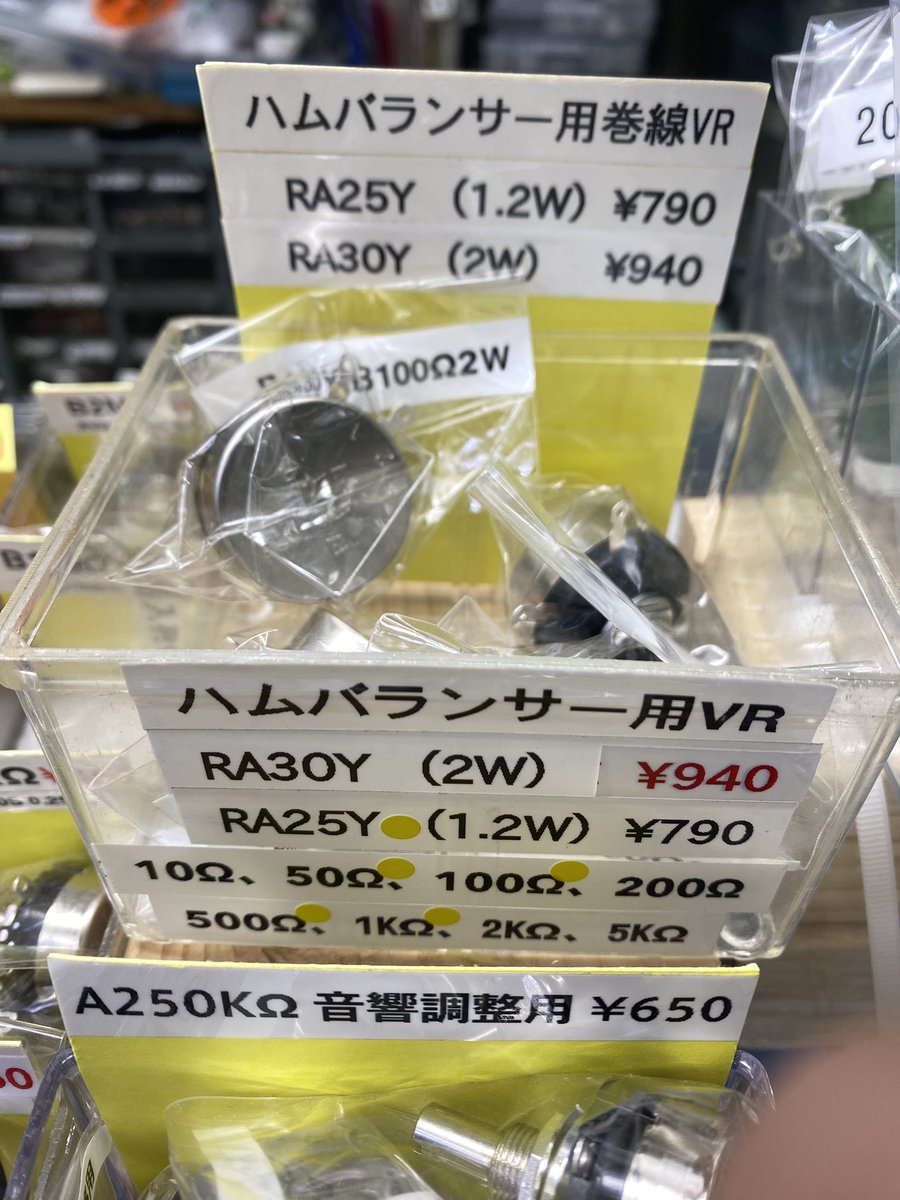 ハムバランサー用巻線VR
RA25Y (1.2W) ¥790
RA30Y (2W) ¥940
20
B100Ω2W
ハムバランサー用VR
RA30Y (2W) ¥940
RA25Y (1.2W) ¥790
10Ω、50Ω、100Ω、200Ω
500Ω、1KΩ、2KΩ、5KΩ
A250KΩ 音響調整用 ¥650